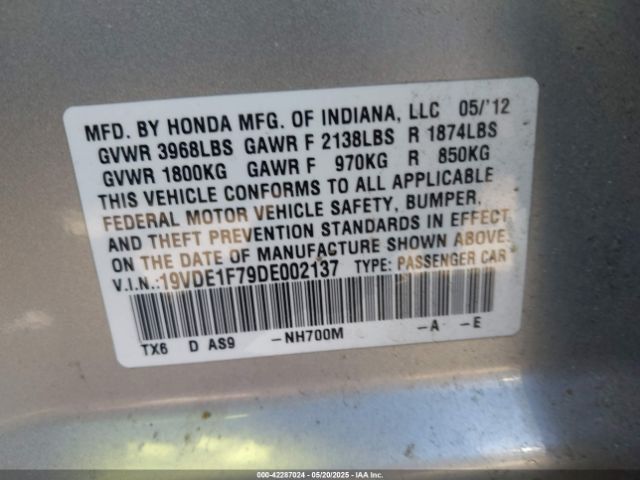 MFD. BY HONDA MFG. OF INDIANA, LLC 05/'12
GVWR 3968LBS GAWR F 2138LBS R 1874LBS
GVWR 1800KG GAWR F 970KG R 850KG
THIS VEHICLE CONFORMS TO ALL APPLICABLE
FEDERAL MOTOR VEHICLE SAFETY, BUMPER,
AND THEFT PREVENTION STANDARDS IN EFFECT
ON THE DATE OF MANUFACTURE SHOWN ABOVE.
V.I.N.:19VDE1F79DE002137 TYPE: PASSENGER CAR
TX6 D AS9 -NH700M -A -E
000-42287024 - 05/20/2025 - IAAI Inc.